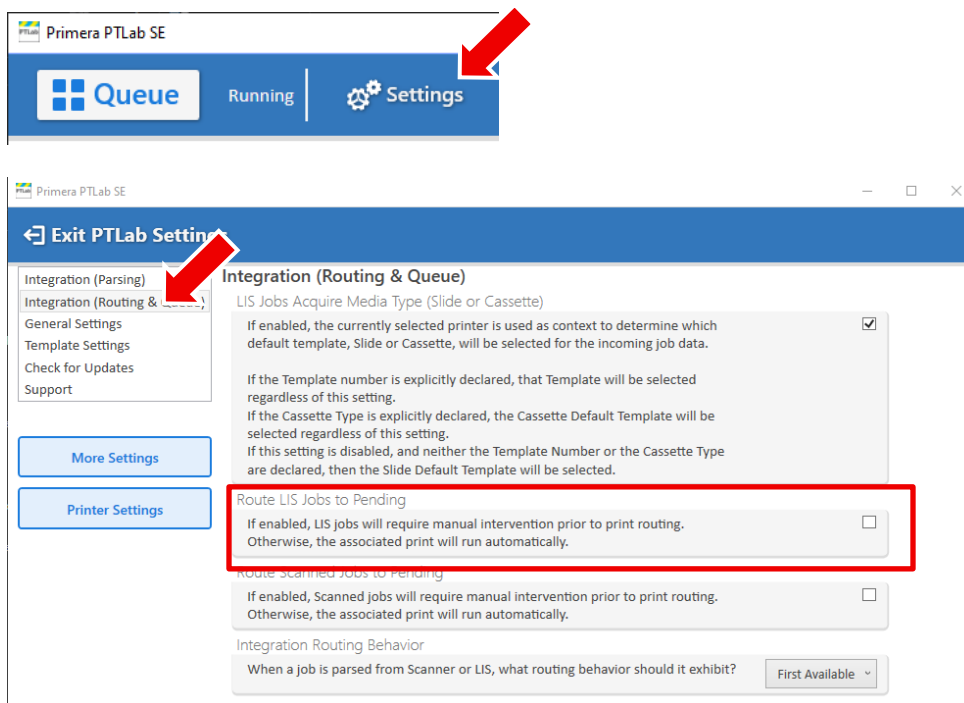 Primera PTLab SE
Queue
Running
Settings
Primera PTLab SE
Exit PTLab Settings
Integration (Parsing)
Integration (Routing & Queue)
General Settings
Template Settings
Check for Updates
Support
More Settings
Printer Settings
Integration (Routing & Queue)
LIS Jobs Acquire Media Type (Slide or Cassette)
If enabled, the currently selected printer is used as context to determine which
default template, Slide or Cassette, will be selected for the incoming job data.
If the Template number is explicitly declared, that Template will be selected
regardless of this setting.
If the Cassette Type is explicitly declared, the Cassette Default Template will be
selected regardless of this setting.
If this setting is disabled, and neither the Template Number or the Cassette Type
are declared, then the Slide Default Template will be selected.
Route LIS Jobs to Pending
If enabled, LIS jobs will require manual intervention prior to print routing.
Otherwise, the associated print will run automatically.
Route Scanned Jobs to Pending
If enabled, Scanned jobs will require manual intervention prior to print routing.
Otherwise, the associated print will run automatically.
Integration Routing Behavior
When a job is parsed from Scanner or LIS, what routing behavior should it exhibit?
First Available